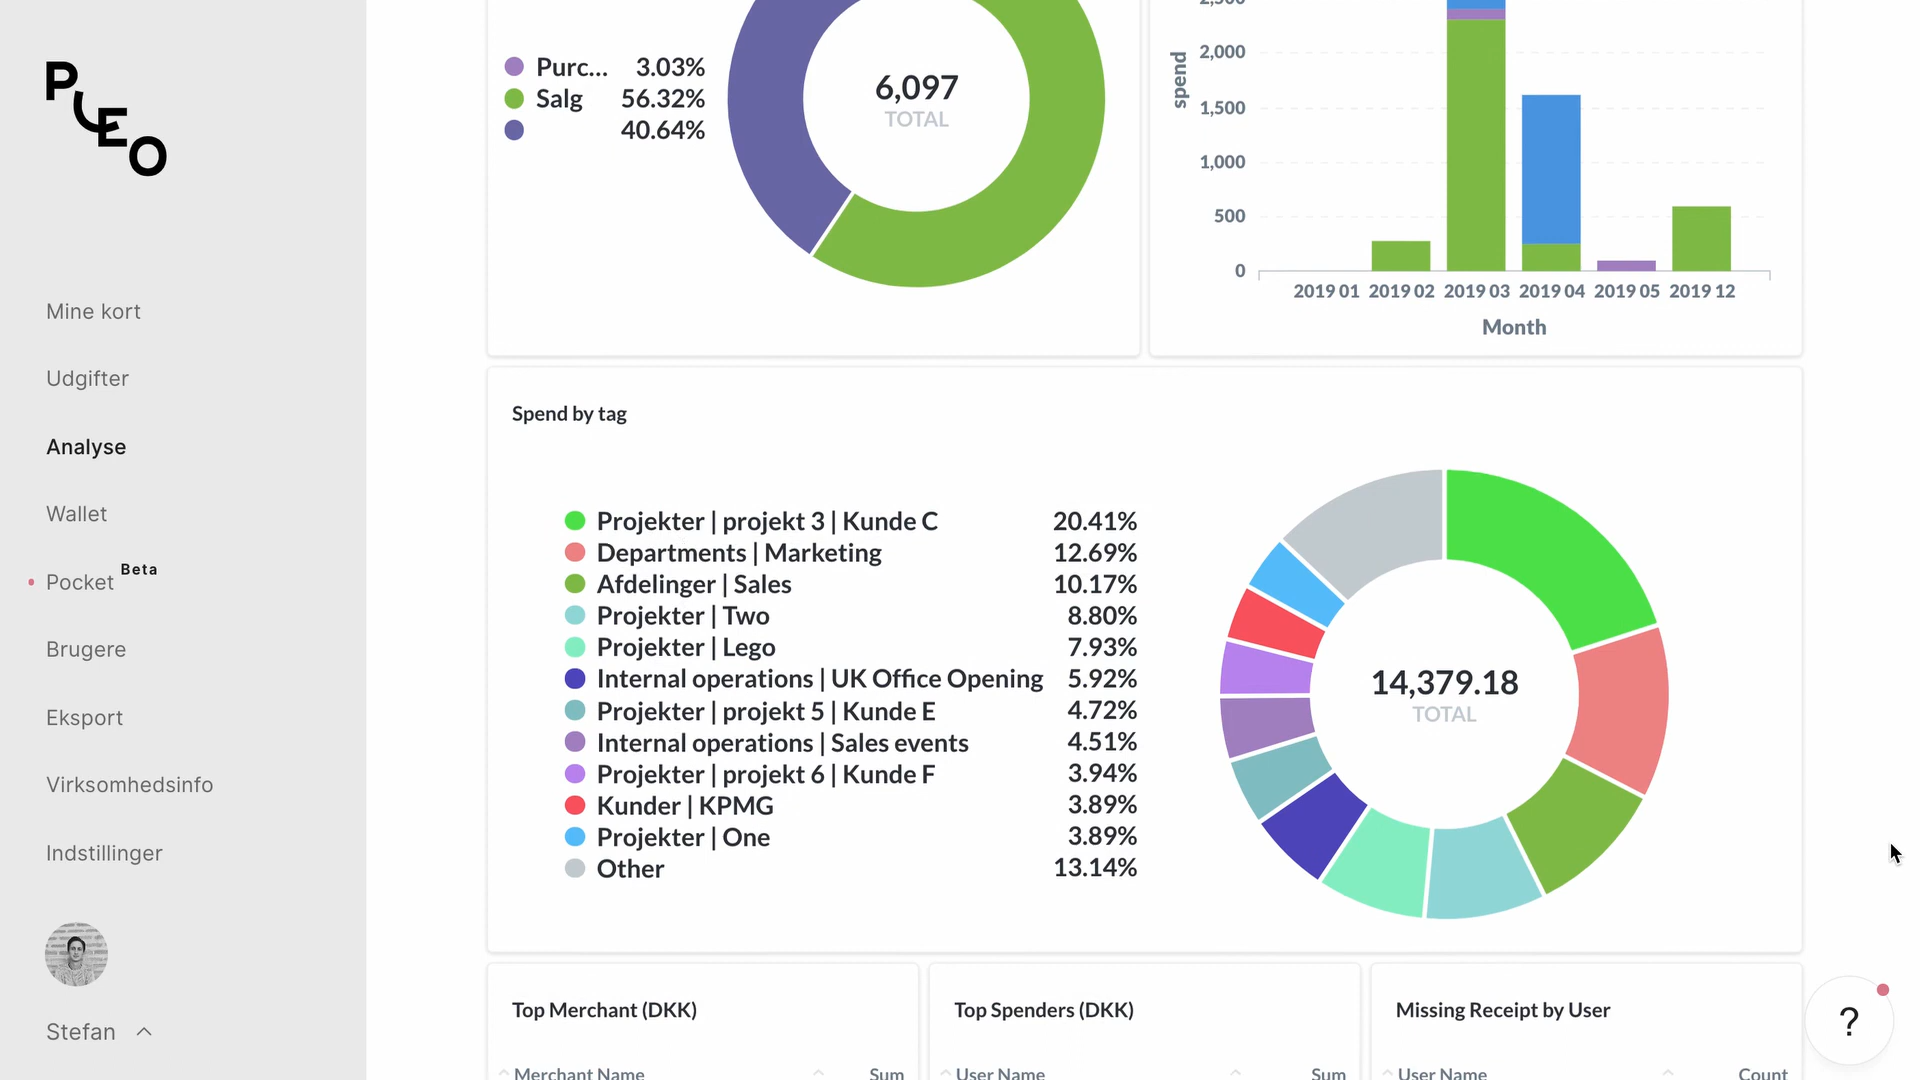 PLEO
Mine kort
Udgifter
Analyse
Wallet
Pocket Beta
Brugere
Eksport
Virksomhedsinfo
Indstillinger
Stefan
Purc... 3.03%
Salg 56.32%
40.64%
6,097
TOTAL
spend
2,500
2,000
1,500
1,000
500
0
2019 01 2019 02 2019 03 2019 04 2019 05 2019 12
Month
Spend by tag
Projekter | projekt 3 | Kunde C 20.41%
Departments | Marketing 12.69%
Afdelinger | Sales 10.17%
Projekter | Two 8.80%
Projekter | Lego 7.93%
Internal operations | UK Office Opening 5.92%
Projekter | projekt 5 | Kunde E 4.72%
Internal operations | Sales events 4.51%
Projekter | projekt 6 | Kunde F 3.94%
Kunder | KPMG 3.89%
Projekter | One 3.89%
Other 13.14%
14,379.18
TOTAL
Top Merchant (DKK)
Merchant Name Sum
Top Spenders (DKK)
User Name Sum
Missing Receipt by User
User Name Count
?